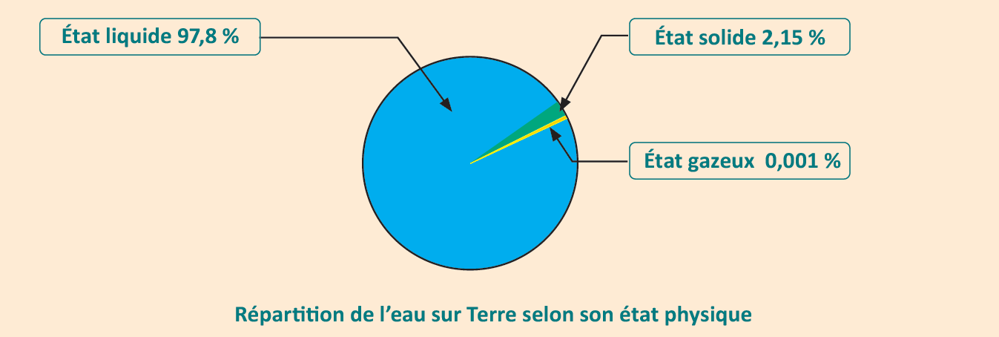 État liquide 97,8 %
État solide 2,15 %
État gazeux 0,001 %
Répartition de l’eau sur Terre selon son état physique